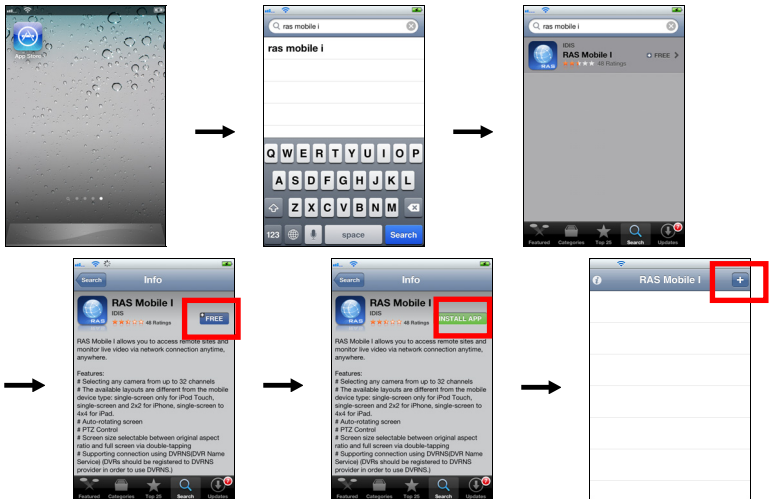 App Store
ras mobile i
ras mobile i
Q W E R T Y U I O P
A S D F G H J K L
Z X C V B N M
123 space Search
ras mobile i
IDIS
RAS Mobile I
FREE
48 Ratings
RAS
Featured Categories Top 25 Search Updates
7
Search Info
RAS Mobile I
IDIS
48 Ratings
FREE
RAS
RAS Mobile I allows you to access remote sites and
monitor live video via network connection anytime,
anywhere.
Features:
# Selecting any camera from up to 32 channels
# The available layouts are different from the mobile
device type: single-screen only for iPod Touch,
single-screen and 2x2 for iPhone, single-screen to
4x4 for iPad.
# Auto-rotating screen
# PTZ Control
# Screen size selectable between original aspect
ratio and full screen via double-tapping
# Supporting connection using DVRNS(DVR Name
Service) (DVRs should be registered to DVRNS
provider in order to use DVRNS.)
Featured Categories Top 25 Search Updates
7
Search Info
RAS Mobile I
IDIS
48 Ratings
INSTALL APP
RAS
RAS Mobile I allows you to access remote sites and
monitor live video via network connection anytime,
anywhere.
Features:
# Selecting any camera from up to 32 channels
# The available layouts are different from the mobile
device type: single-screen only for iPod Touch,
single-screen and 2x2 for iPhone, single-screen to
4x4 for iPad.
# Auto-rotating screen
# PTZ Control
# Screen size selectable between original aspect
ratio and full screen via double-tapping
# Supporting connection using DVRNS(DVR Name
Service) (DVRs should be registered to DVRNS
provider in order to use DVRNS.)
Featured Categories Top 25 Search Updates
7
RAS Mobile I +